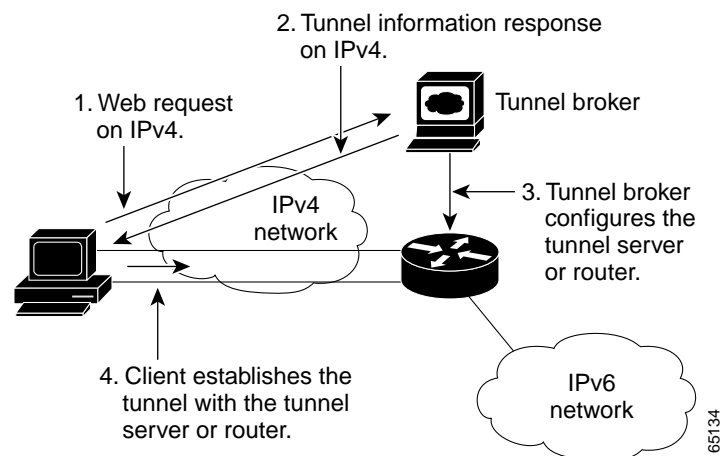 2. Tunnel information response
on IPv4.
1. Web request
on IPv4.
Tunnel broker
IPv4
network
3. Tunnel broker
configures the
tunnel server
or router.
4. Client establishes the
tunnel with the tunnel
server or router.
IPv6
network
65134